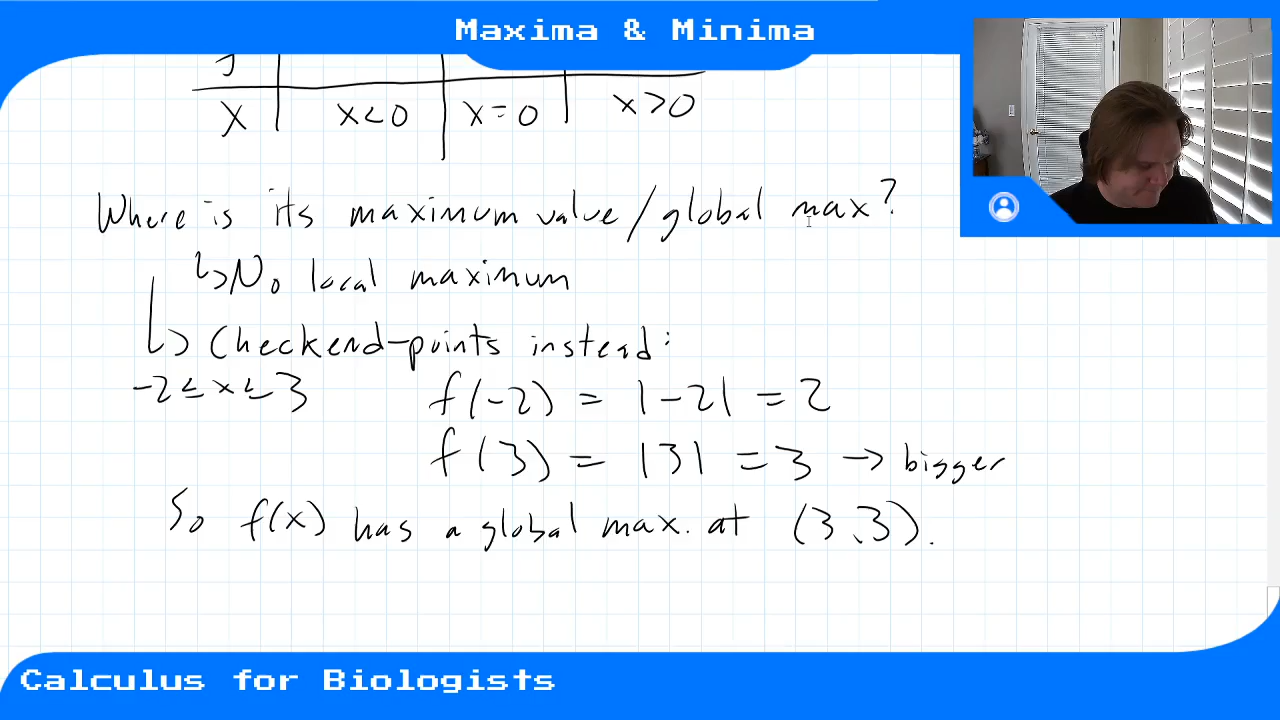 Maxima & Minima
x | x<0 | x=0 | x>0
Where is its maximum value/global max?
↳ No local maximum
↳ Check end-points instead:
-2 ≤ x ≤ 3
f(-2) = |-2| = 2
f(3) = |3| = 3 → bigger
So f(x) has a global max. at (3,3).
Calculus for Biologists